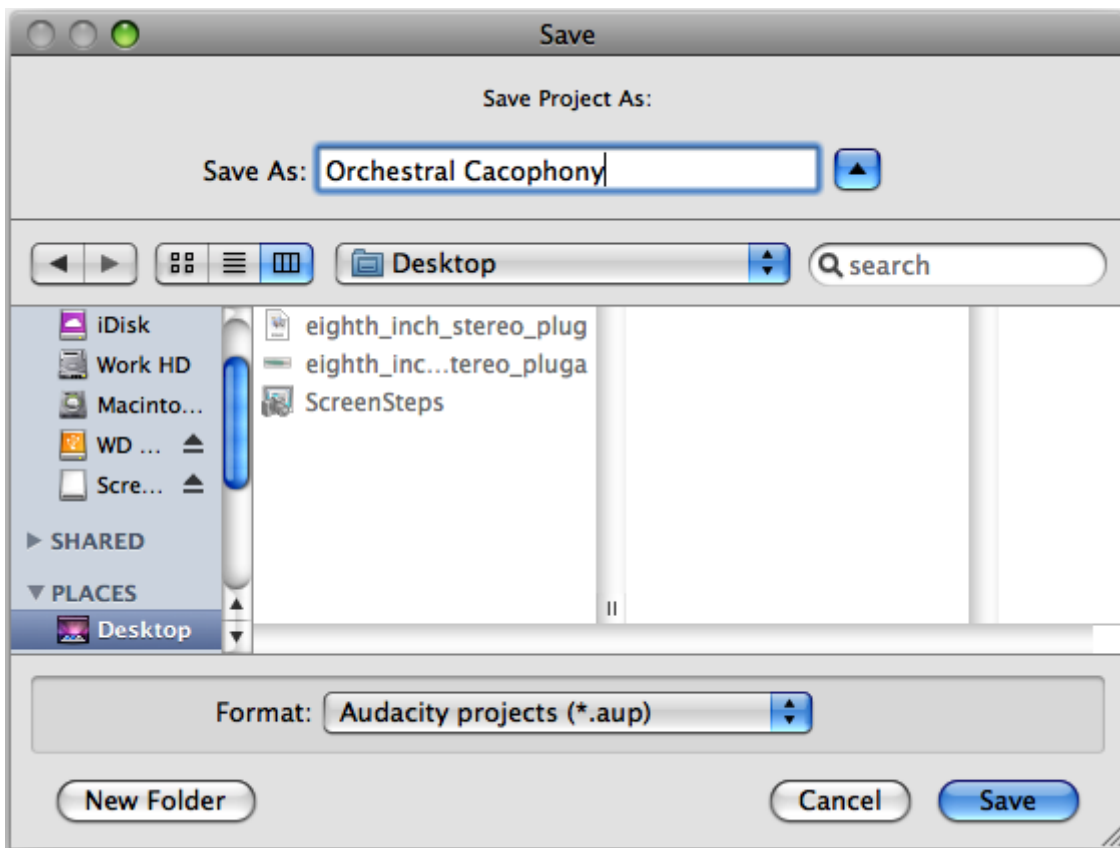 Save
Save Project As:
Save As: Orchestral Cacophony
Desktop search
iDisk
Work HD
Macinto...
WD ...
Scre...
SHARED
PLACES
Desktop
eighth_inch_stereo_plug
eighth_inc...tereo_pluga
ScreenSteps
Format: Audacity projects (*.aup)
New Folder Cancel Save